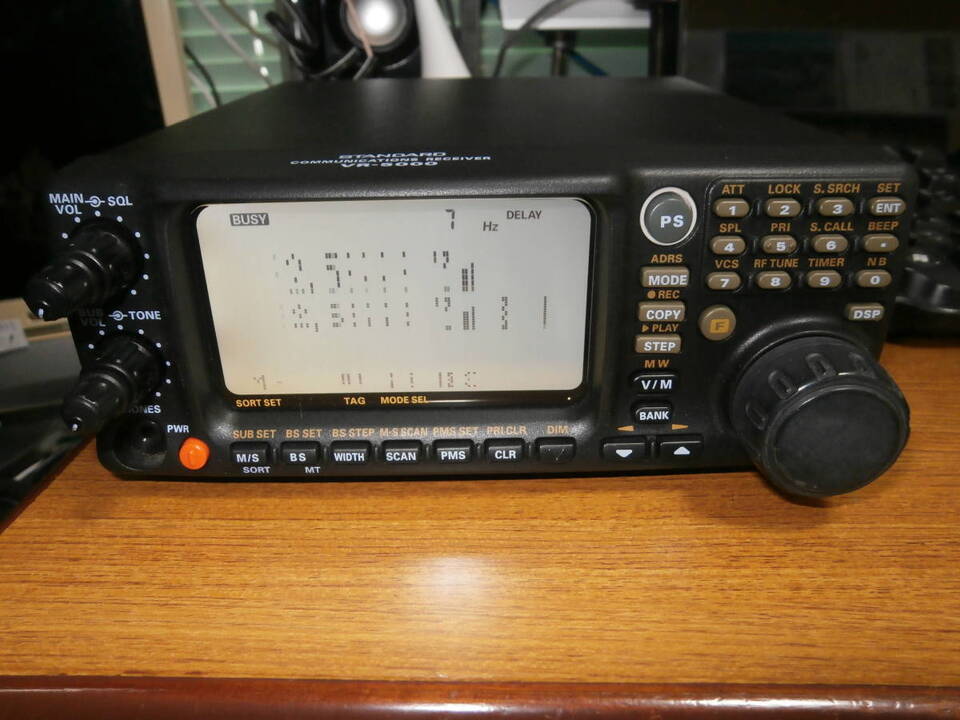 STANDARD
COMMUNICATIONS RECEIVER
VR-5000
MAIN VOL SQL
SUB VOL TONE
PHONES
PWR
BUSY
7
Hz
DELAY
SORT SET TAG MODE SEL
SUB SET BS SET BS STEP M-S SCAN PMS SET PRI CLR DIM
M/S BS WIDTH SCAN PMS CLR
SORT MT
PS
ADRS
MODE
REC
COPY
PLAY
STEP
M W
V/M
BANK
ATT LOCK S. SRCH SET
1 2 3 ENT
SPL PRI S. CALL BEEP
4 5 6 •
VCS RF TUNE TIMER N B
7 8 9 0
F
DSP